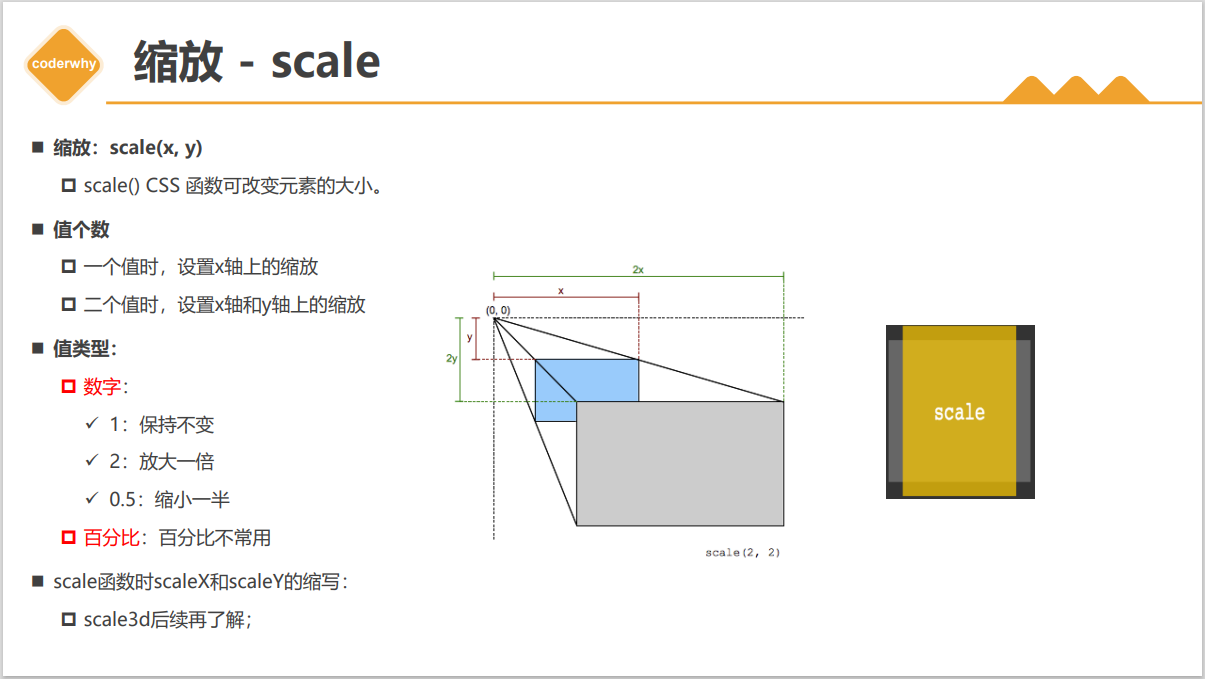 coderwhy
缩放 - scale
缩放：scale(x, y)
scale() CSS 函数可改变元素的大小。
值个数
一个值时，设置x轴上的缩放
二个值时，设置x轴和y轴上的缩放
值类型：
数字：
1：保持不变
2：放大一倍
0.5：缩小一半
百分比：百分比不常用
scale函数时scaleX和scaleY的缩写：
scale3d后续再了解；
2x
x
(0, 0)
y
2y
scale(2, 2)
scale